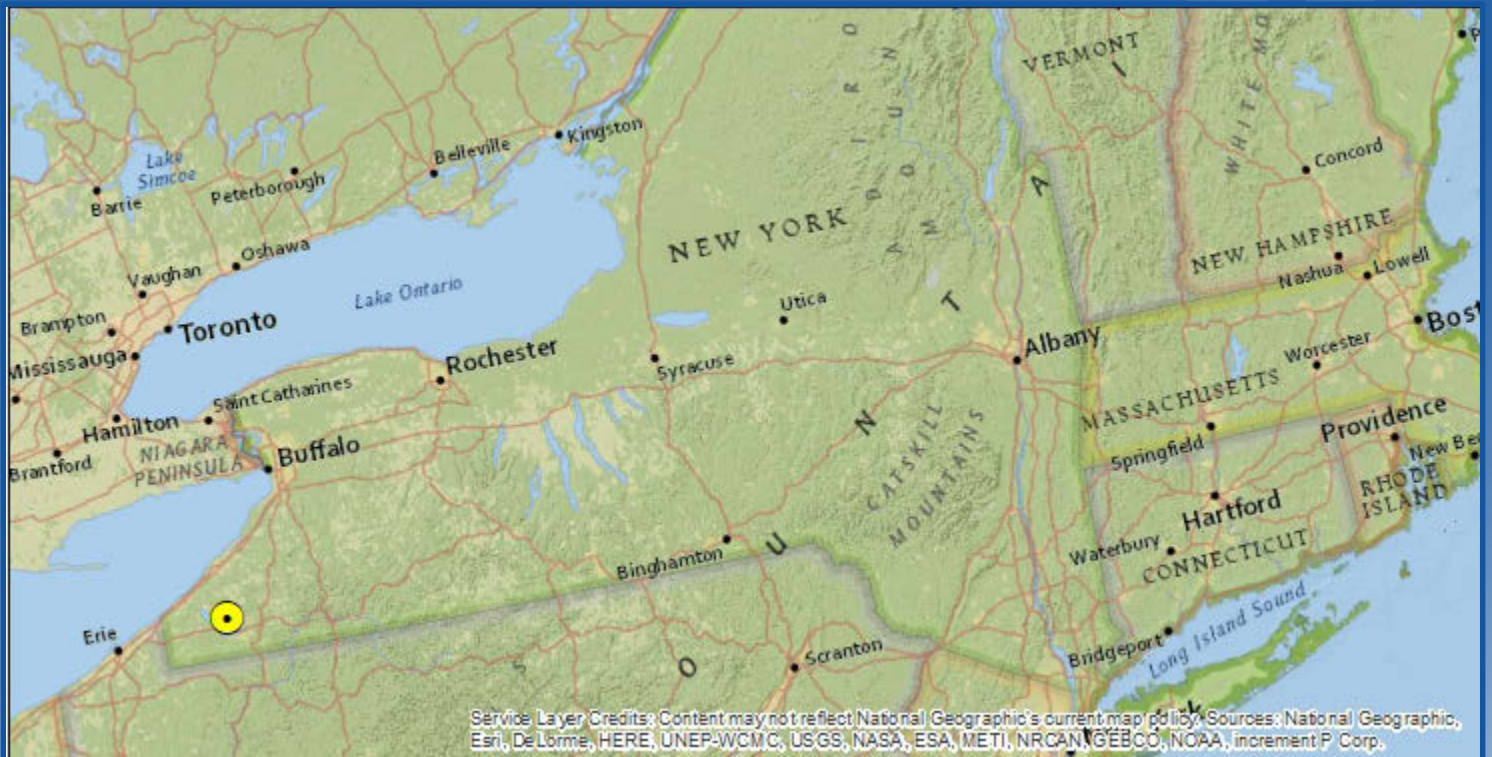 VERMONT
WHITE
Kingston
Belleville
Lake
Simcoe
Peterborough
Barrie
Concord
NEW YORK
ADIRO
MOUN
Oshawa
Vaughan
NEW HAMPSHIRE
Nashua
Lowell
Lake Ontario
Utica
Brampton
Toronto
Mississauga
Rochester
Syracuse
Albany
Bost
Worcester
MASSACHUSETTS
Saint Catharines
Hamilton
NIAGARA
PENINSULA
Buffalo
Brantford
CATSKILL
MOUNTAINS
Springfield
Providence
New Be
RHODE
ISLAND
Hartford
Waterbury
CONNECTICUT
Binghamton
S O U N T A I
Erie
Scranton
Bridgeport
Long Island Sound
Service Layer Credits: Content may not reflect National Geographic's current map policy. Sources: National Geographic,
Esri, DeLorme, HERE, UNEP-WCMC, USGS, NASA, ESA, METI, NRCAN, GEBCO, NOAA, increment P Corp.